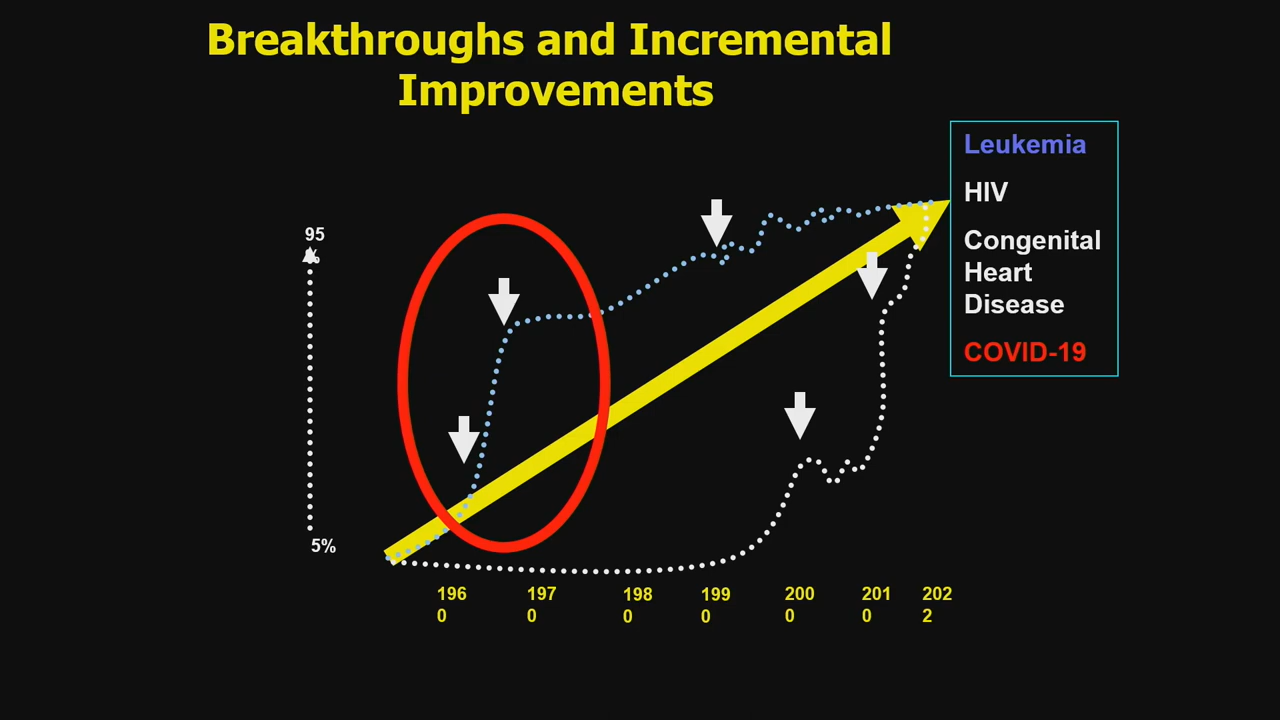 Breakthroughs and Incremental
Improvements
Leukemia
HIV
Congenital
Heart
Disease
COVID-19
95
%
5%
196
0
197
0
198
0
199
0
200
0
201
0
202
2